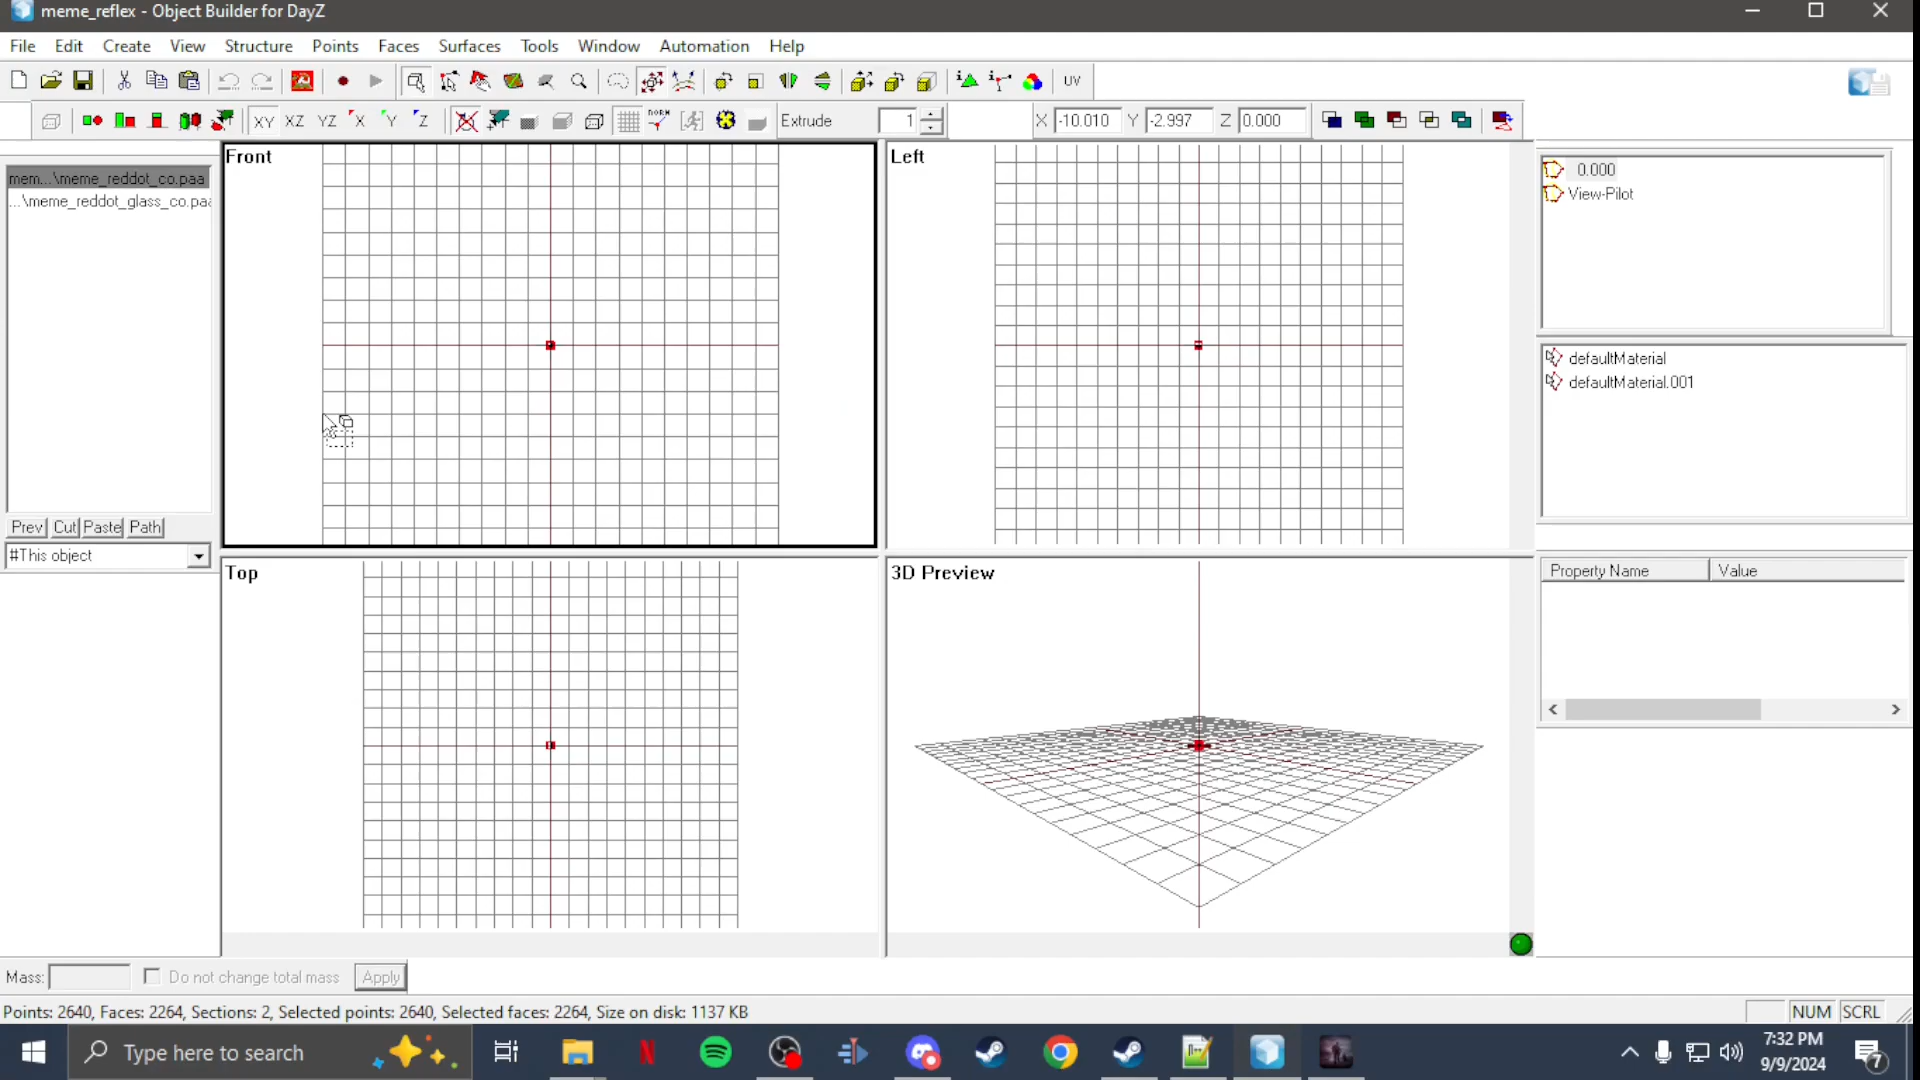 meme_reflex - Object Builder for DayZ
File Edit Create View Structure Points Faces Surfaces Tools Window Automation Help
UV
XY XZ YZ X Y Z
NORM
Extrude 1
X -10.010 Y -2.997 Z 0.000
mem...\meme_reddot_co.paa
...\meme_reddot_glass_co.paa
Prev Cut Paste Path
#This object
Front
Left
Top
3D Preview
0.000
View-Pilot
defaultMaterial
defaultMaterial.001
Property Name Value
Mass: Do not change total mass Apply
Points: 2640, Faces: 2264, Sections: 2, Selected points: 2640, Selected faces: 2264, Size on disk: 1137 KB
NUM SCRL
Type here to search
7:32 PM
9/9/2024
7